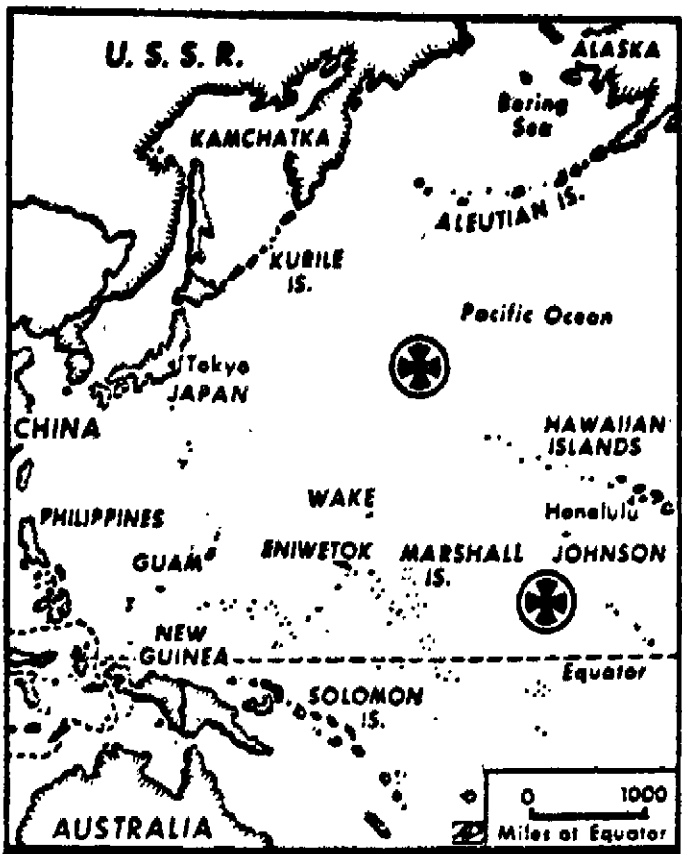 U. S. S. R.
ALASKA
Bering
Sea
KAMCHATKA
ALEUTIAN IS.
KURILE
IS.
Pacific Ocean
Tokyo
JAPAN
CHINA
HAWAIIAN
ISLANDS
WAKE
PHILIPPINES
Honolulu
GUAM
ENIWETOK
MARSHALL
IS.
JOHNSON
NEW
GUINEA
Equator
SOLOMON
IS.
AUSTRALIA
0 1000
Miles at Equator